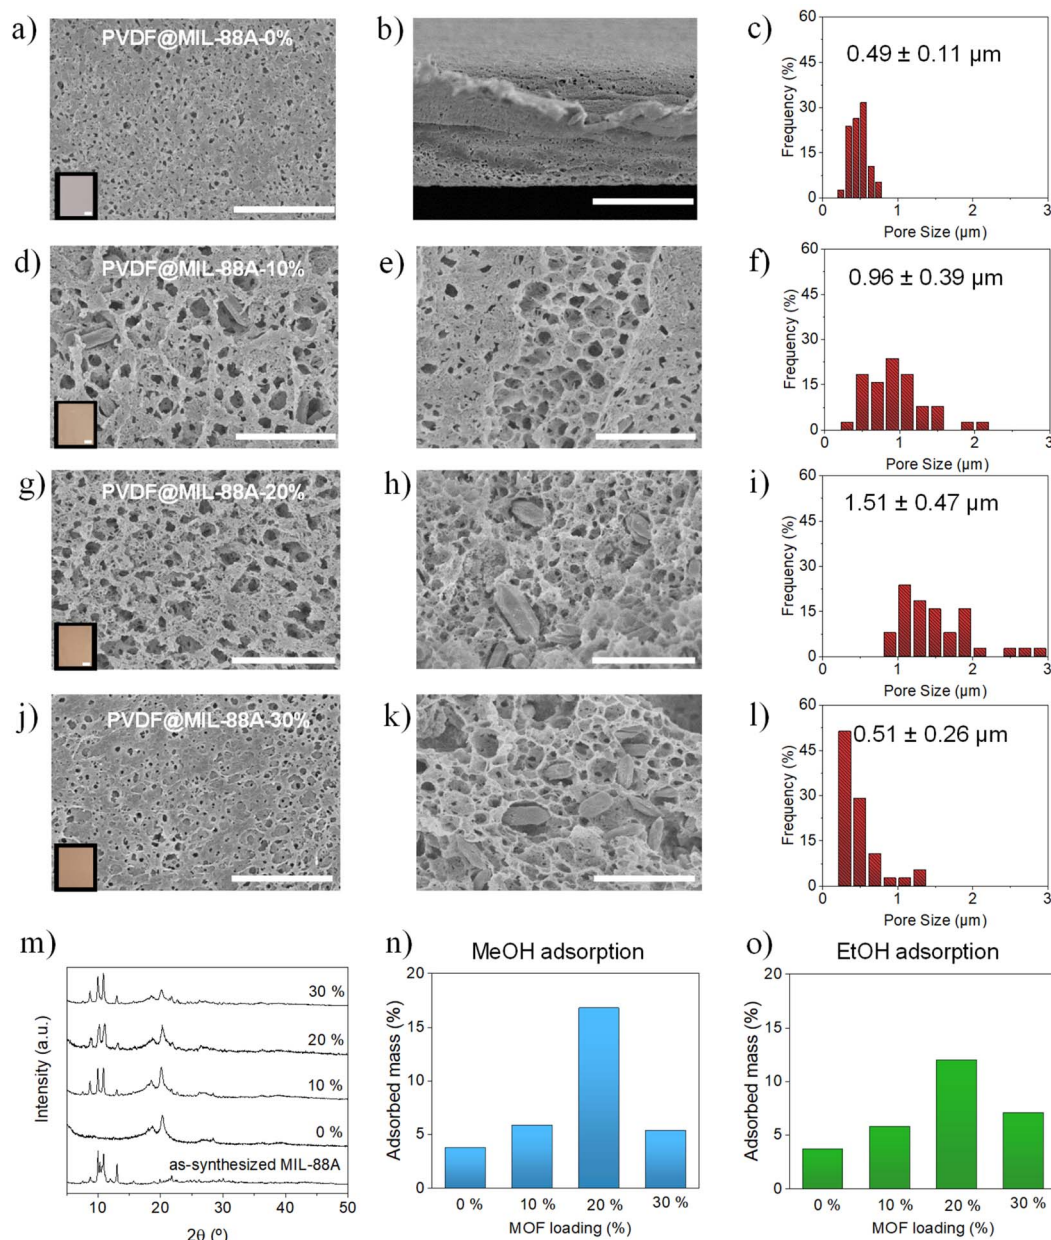 a)
PVDF@MIL-88A-0%
b)
c)
60
45
30
15
0
Frequency (%)
0.49 ± 0.11 µm
0 1 2 3
Pore Size (µm)
d)
PVDF@MIL-88A-10%
e)
f)
60
45
30
15
0
Frequency (%)
0.96 ± 0.39 µm
0 1 2 3
Pore Size (µm)
g)
PVDF@MIL-88A-20%
h)
i)
60
45
30
15
0
Frequency (%)
1.51 ± 0.47 µm
0 1 2 3
Pore Size (µm)
j)
PVDF@MIL-88A-30%
k)
l)
60
45
30
15
0
Frequency (%)
0.51 ± 0.26 µm
0 1 2 3
Pore Size (µm)
m)
Intensity (a.u.)
30 %
20 %
10 %
0 %
as-synthesized MIL-88A
10 20 30 40 50
2θ (º)
n)
MeOH adsorption
20
15
10
5
0
Adsorbed mass (%)
0 % 10 % 20 % 30 %
MOF loading (%)
o)
EtOH adsorption
20
15
10
5
0
Adsorbed mass (%)
0 % 10 % 20 % 30 %
MOF loading (%)